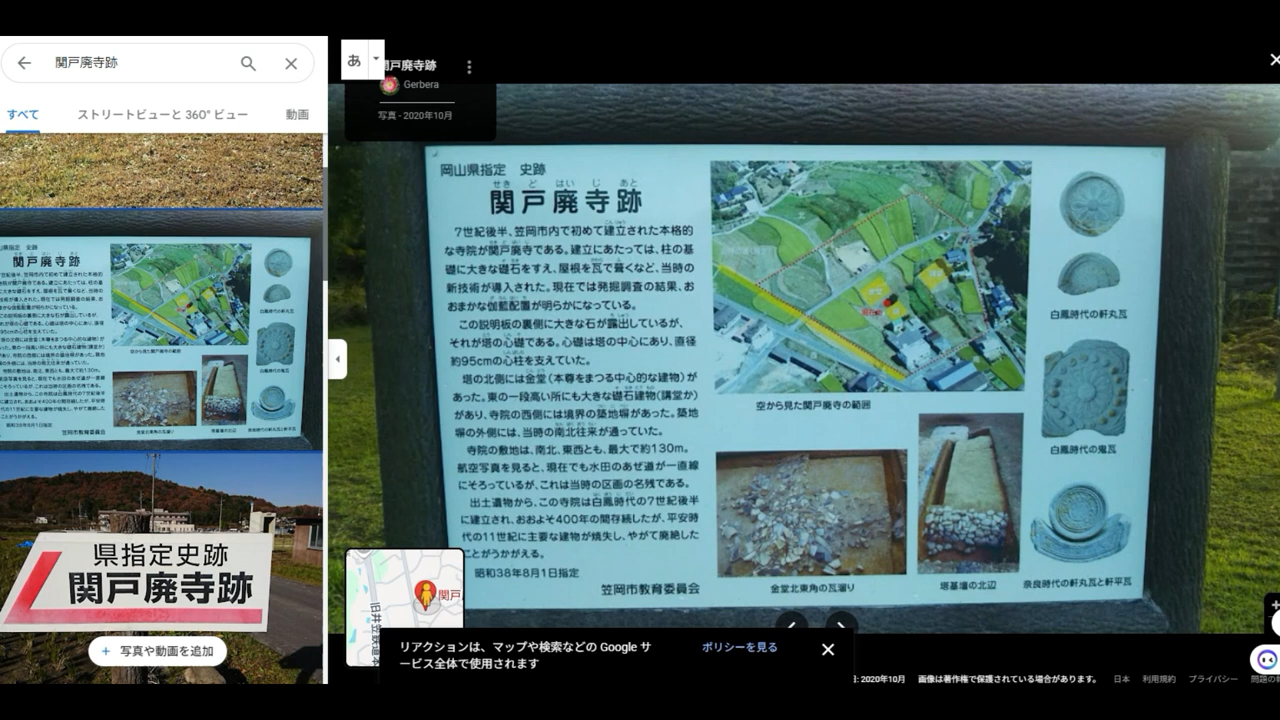 関戸廃寺跡
すべて
ストリートビューと 360° ビュー
動画
県指定史跡
関戸廃寺跡
+ 写真や動画を追加
あ
戸廃寺跡
Gerbera
写真 - 2020年10月
岡山県指定 史跡
せき ど はい じ あと
関戸廃寺跡
7世紀後半、笠岡市内で初めて建立された本格的
な寺院が関戸廃寺である。建立にあたっては、柱の基
礎に大きな礎石をすえ、屋根を瓦で葺くなど、当時の
新技術が導入された。現在では発掘調査の結果、お
おまかな伽藍配置が明らかになっている。
この説明板の裏側に大きな石が露出しているが、
それが塔の心礎である。心礎は塔の中心にあり、直径
約95cmの心柱を支えていた。
塔の北側には金堂(本尊をまつる中心的な建物)が
あった。東の一段高い所にも大きな礎石建物(講堂か)
があり、寺院の西側には境界の築地塀があった。築地
塀の外側には、当時の南北往来が通っていた。
寺院の敷地は、南北、東西とも、最大で約130m。
航空写真を見ると、現在でも水田のあぜ道が一直線
にそろっているが、これは当時の区画の名残である。
出土遺物から、この寺院は白鳳時代の7世紀後半
に建立され、おおよそ400年の間存続したが、平安時
代の11世紀に主要な建物が焼失し、やがて廃絶した
ことがうかがえる。
昭和38年8月1日指定
笠岡市教育委員会
空から見た関戸廃寺の範囲
金堂北東角の瓦溜り
塔基壇の北辺
白鳳時代の軒丸瓦
白鳳時代の鬼瓦
奈良時代の軒丸瓦と軒平瓦
関戸
旧井笠鉄道本
リアクションは、マップや検索などの Google サ
ービス全体で使用されます
ポリシーを見る
: 2020年10月
画像は著作権で保護されている場合があります。
日本
利用規約
プライバシー
問題の